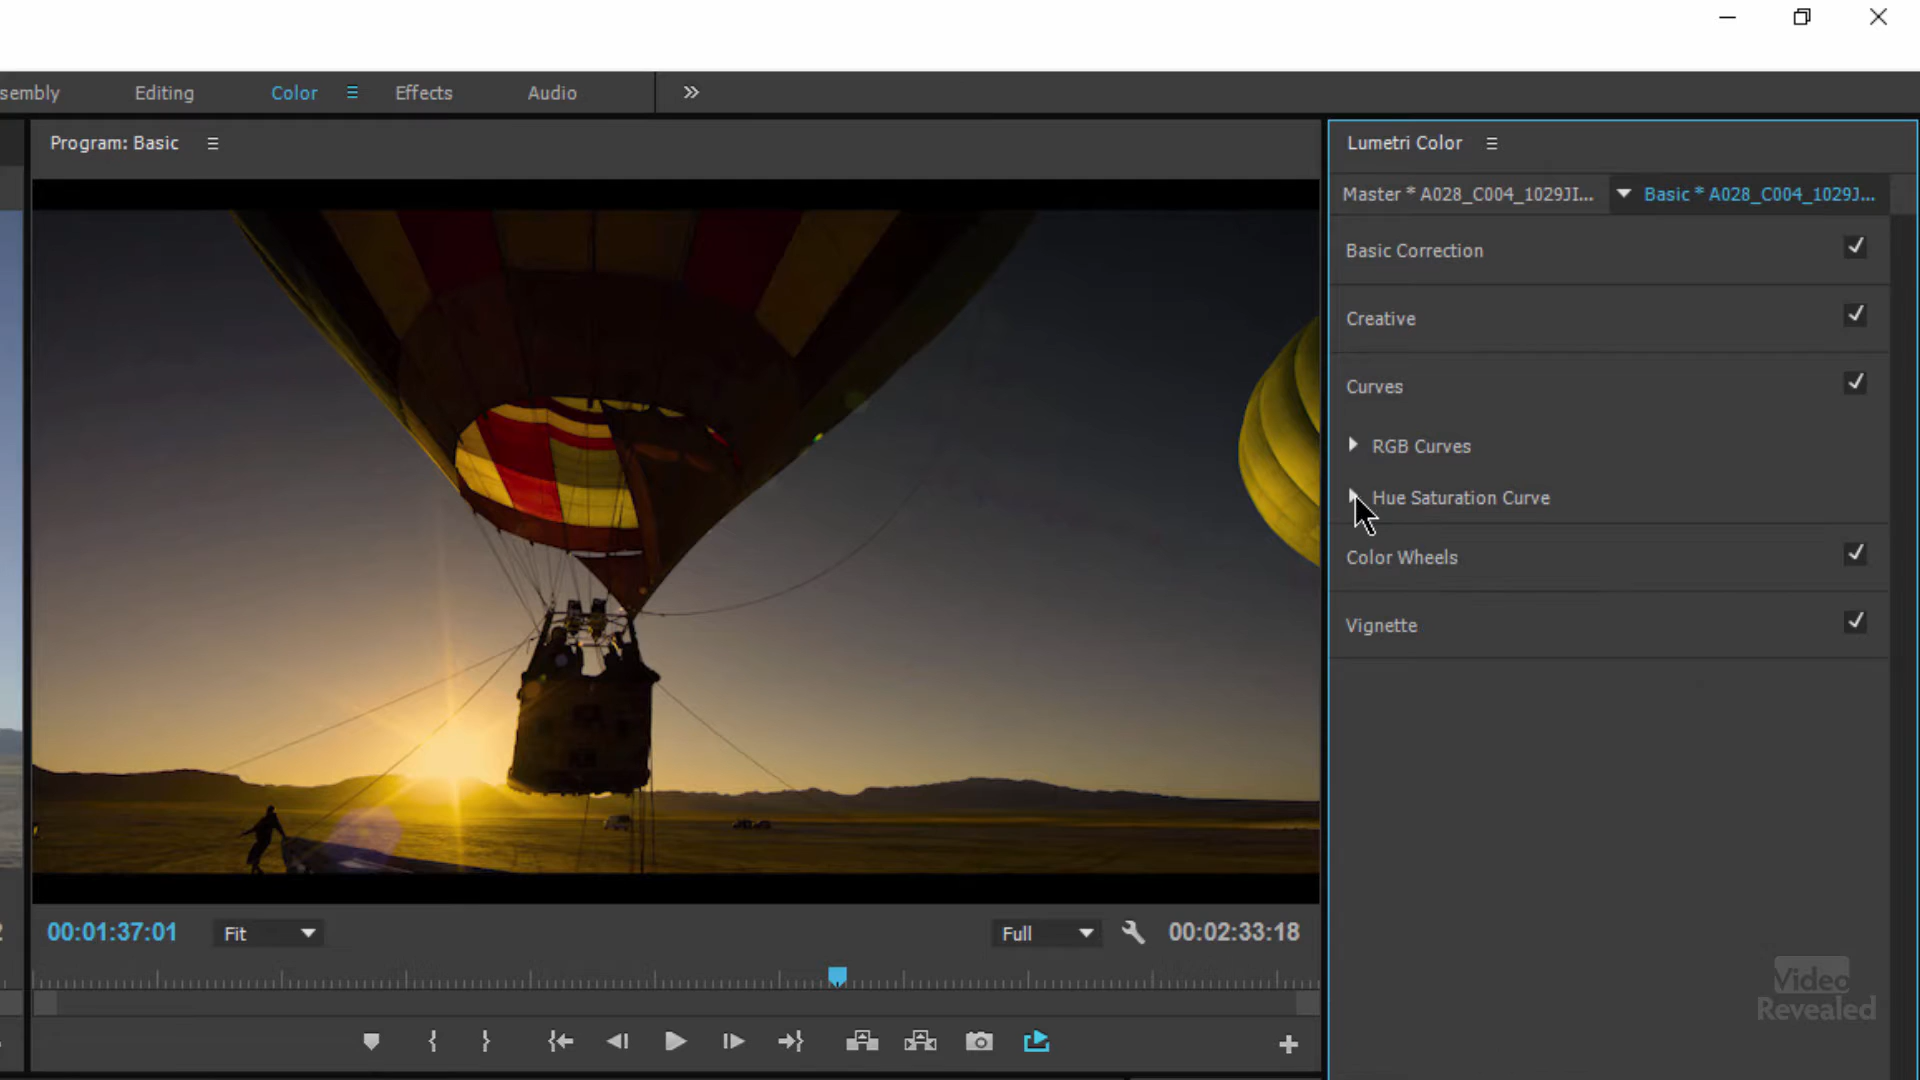 sembly Editing Color Effects Audio
Program: Basic
Lumetri Color
Master * A028_C004_1029JI... Basic * A028_C004_1029J...
Basic Correction
Creative
Curves
RGB Curves
Hue Saturation Curve
Color Wheels
Vignette
00:01:37:01 Fit Full 00:02:33:18
Video
Revealed